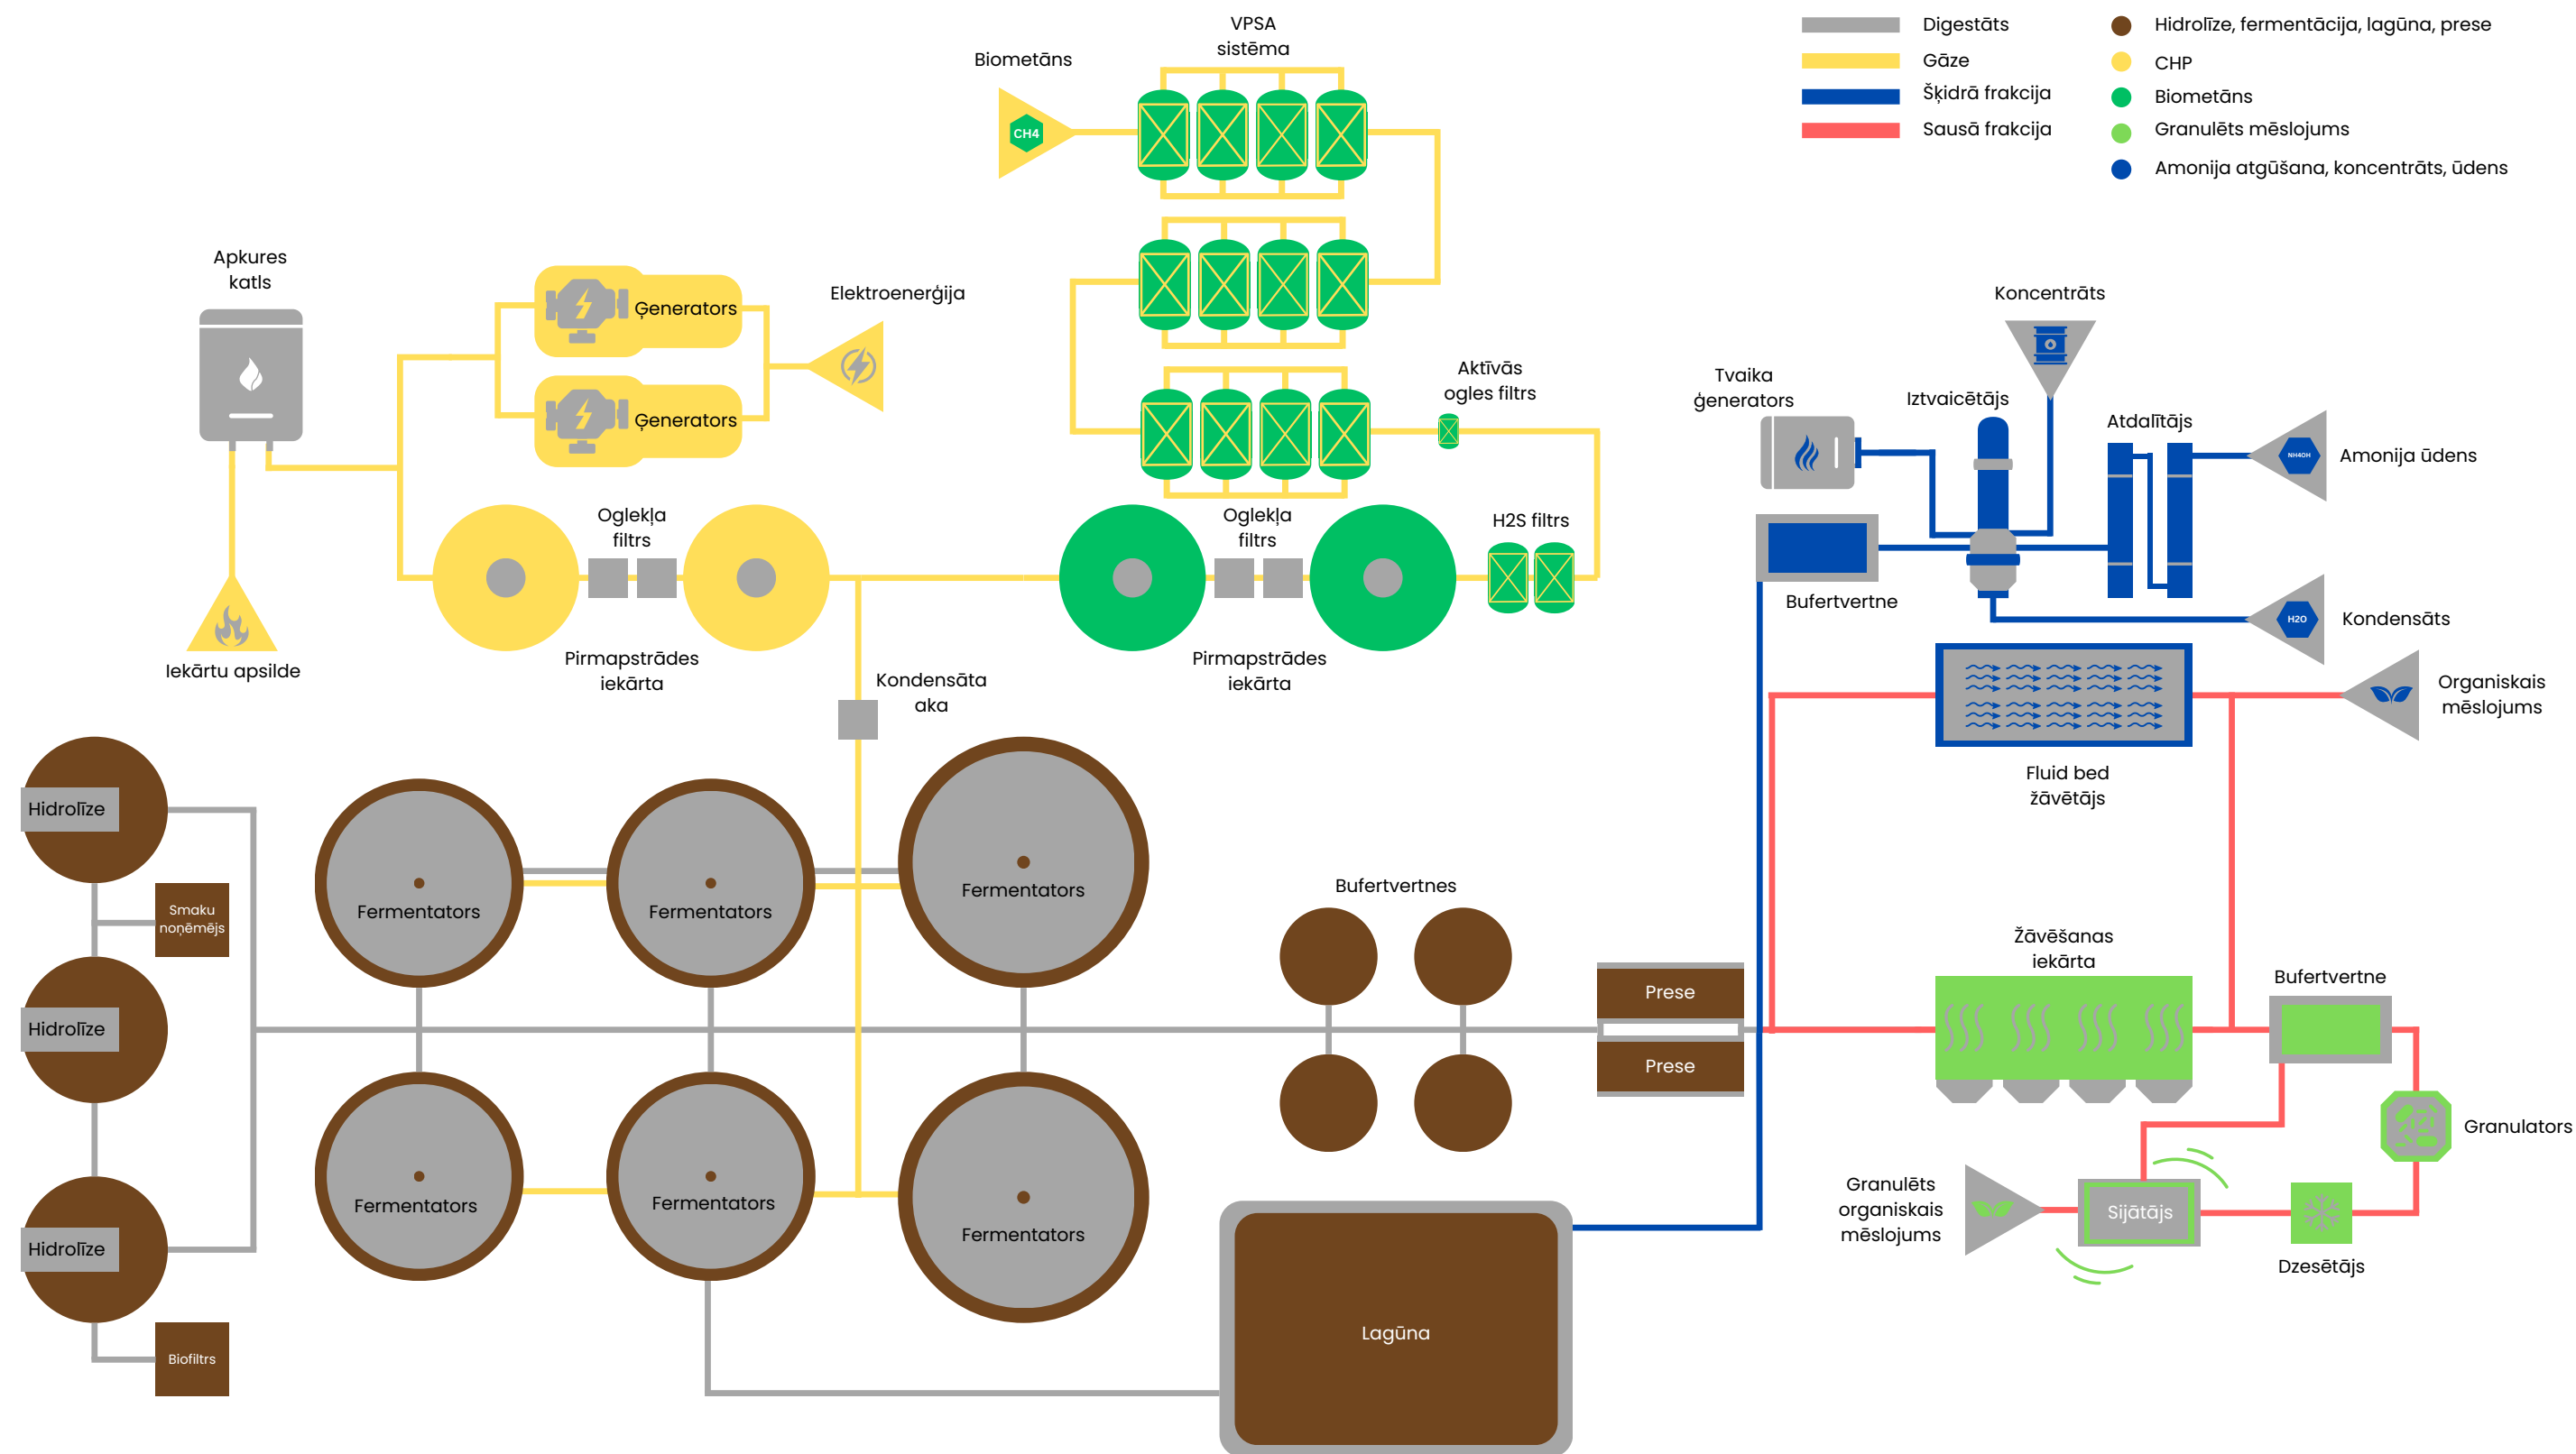 VPSA
sistēma
Biometāns
CH4
Digestāts
Gāze
Šķidrā frakcija
Sausā frakcija
Hidrolīze, fermentācija, lagūna, prese
CHP
Biometāns
Granulēts mēslojums
Amonija atgūšana, koncentrāts, ūdens
Apkures
katls
Ģenerators
Ģenerators
Elektroenerģija
Aktīvās
ogles filtrs
Koncentrāts
Tvaika
ģenerators
Iztvaicētājs
Atdalītājs
NH4OH
Amonija ūdens
Oglekļa
filtrs
Oglekļa
filtrs
H2S filtrs
Bufertvertne
H2O
Kondensāts
Iekārtu apsilde
Pirmapstrādes
iekārta
Pirmapstrādes
iekārta
Kondensāta
aka
Organiskais
mēslojums
Fluid bed
žāvētājs
Hidrolīze
Smaku
noņēmējs
Hidrolīze
Hidrolīze
Biofiltrs
Fermentators
Fermentators
Fermentators
Fermentators
Fermentators
Fermentators
Bufertvertnes
Prese
Prese
Žāvēšanas
iekārta
Bufertvertne
Granulators
Granulēts
organiskais
mēslojums
Sijātājs
Dzesētājs
Lagūna